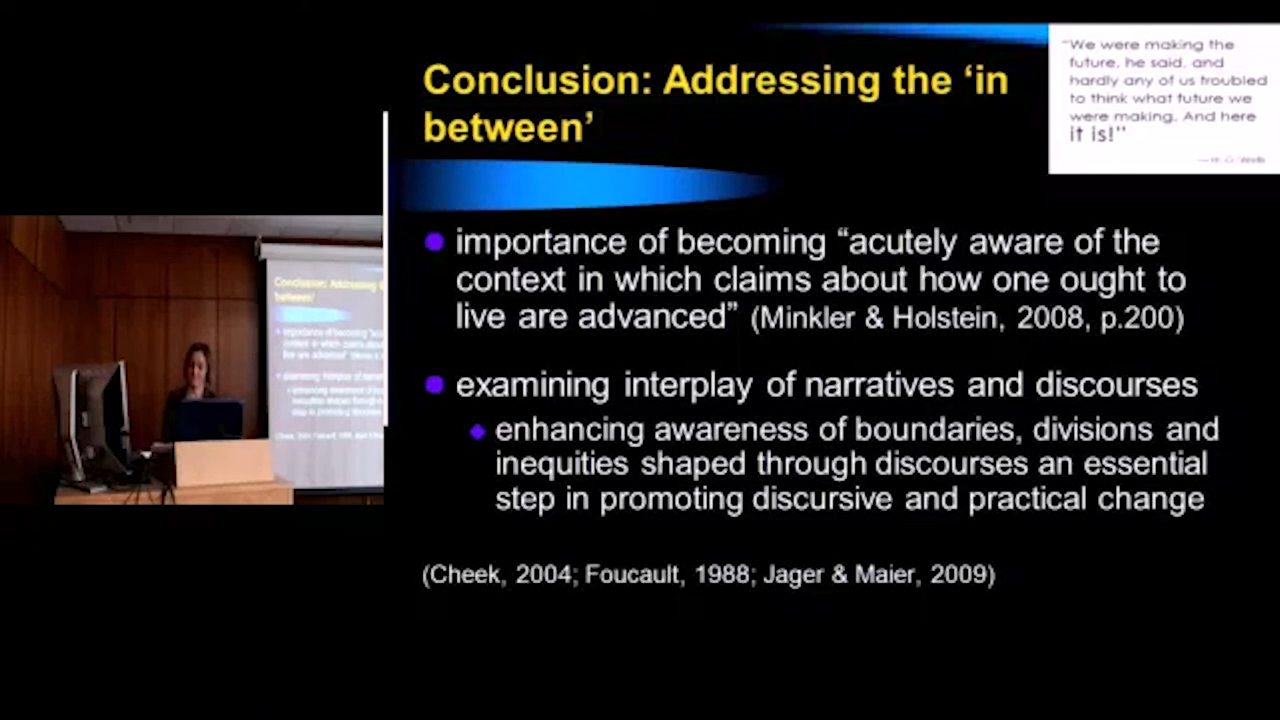 Conclusion: Addressing the ‘in
between’
“We were making the
future, he said, and
hardly any of us troubled
to think what future we
were making. And here
it is!”
importance of becoming “acutely aware of the
context in which claims about how one ought to
live are advanced” (Minkler & Holstein, 2008, p.200)
examining interplay of narratives and discourses
enhancing awareness of boundaries, divisions and
inequities shaped through discourses an essential
step in promoting discursive and practical change
(Cheek, 2004; Foucault, 1988; Jager & Maier, 2009)
Conclusion: Addressing
between’